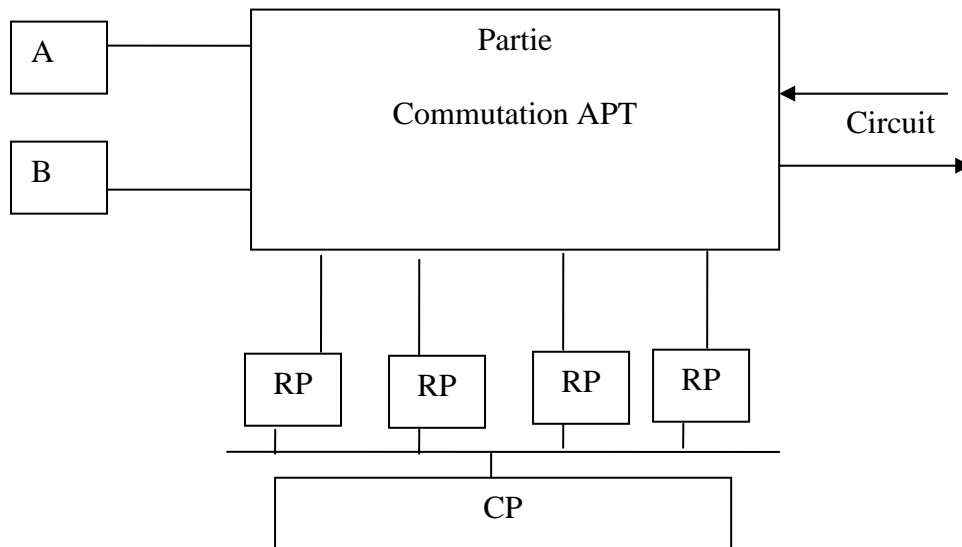 A
Partie
Commutation APT
Circuit
B
RP
RP
RP
RP
CP